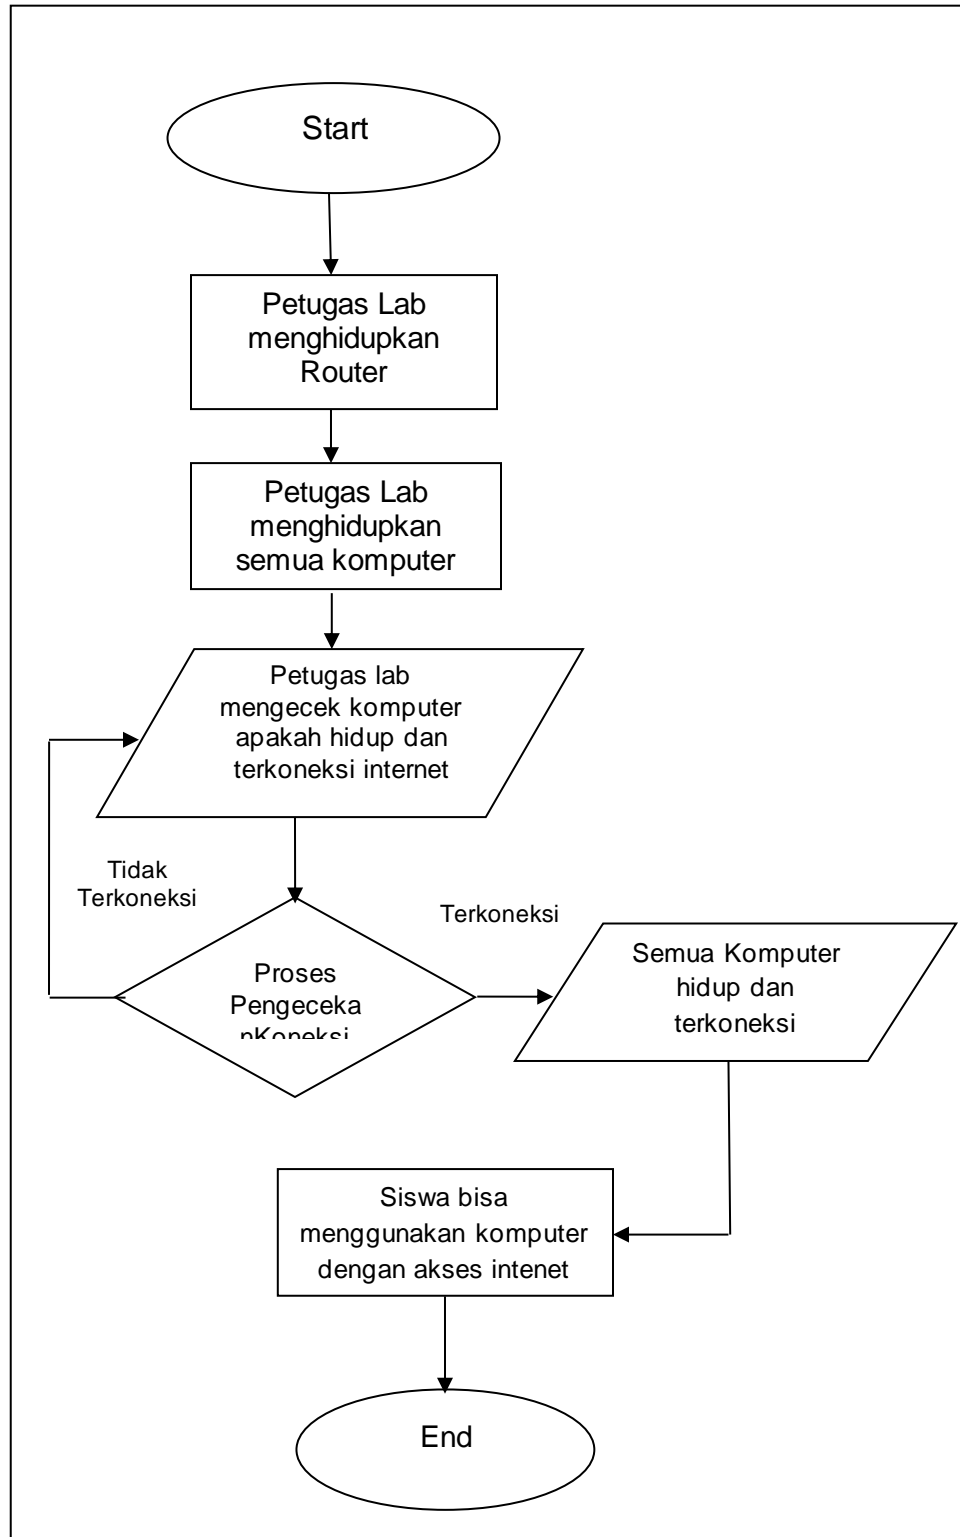 Start
Petugas Lab
menghidupkan
Router
Petugas Lab
menghidupkan
semua komputer
Petugas lab
mengecek komputer
apakah hidup dan
terkoneksi internet
Tidak
Terkoneksi
Terkoneksi
Proses
Pengeceka
nKoneksi
Semua Komputer
hidup dan
terkoneksi
Siswa bisa
menggunakan komputer
dengan akses intenet
End